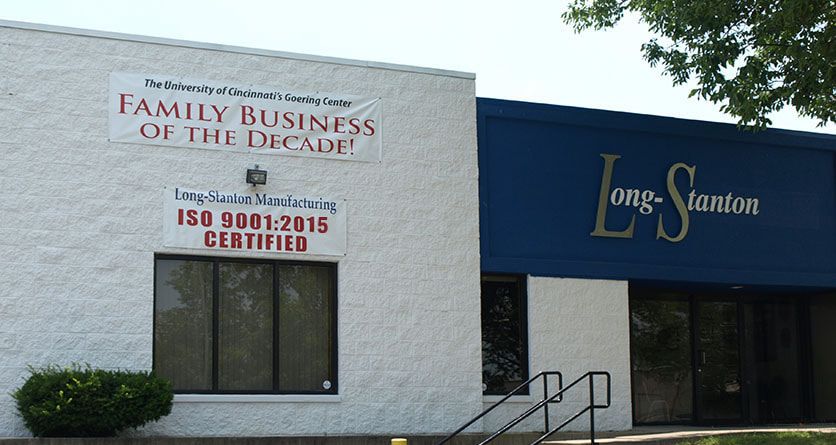 The University of Cincinnati's Goering Center
Family Business
of the Decade!
Long-Stanton Manufacturing
ISO 9001:2015
CERTIFIED
Long-Stanton